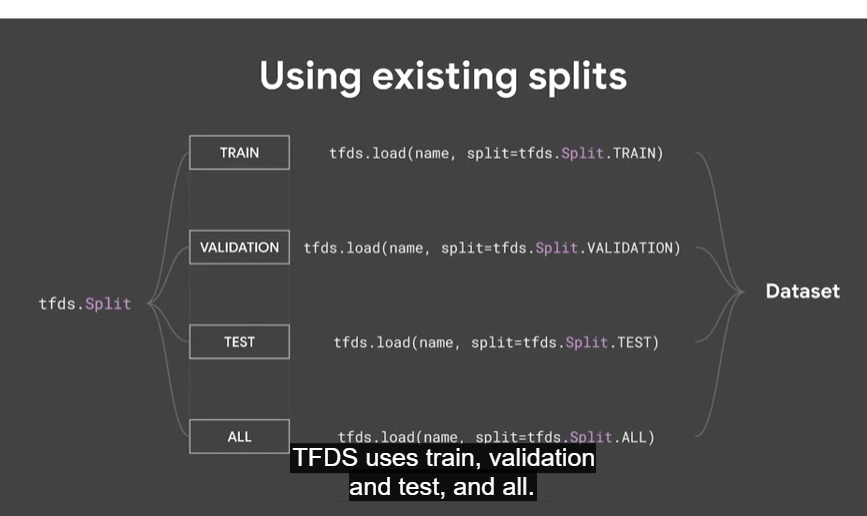 Using existing splits
TRAIN tfds.load(name, split=tfds.Split.TRAIN)
VALIDATION tfds.load(name, split=tfds.Split.VALIDATION)
Dataset
tfds.Split
TEST tfds.load(name, split=tfds.Split.TEST)
ALL tfds.load(name, split=tfds.Split.ALL)
TFDS uses train, validation
and test, and all.